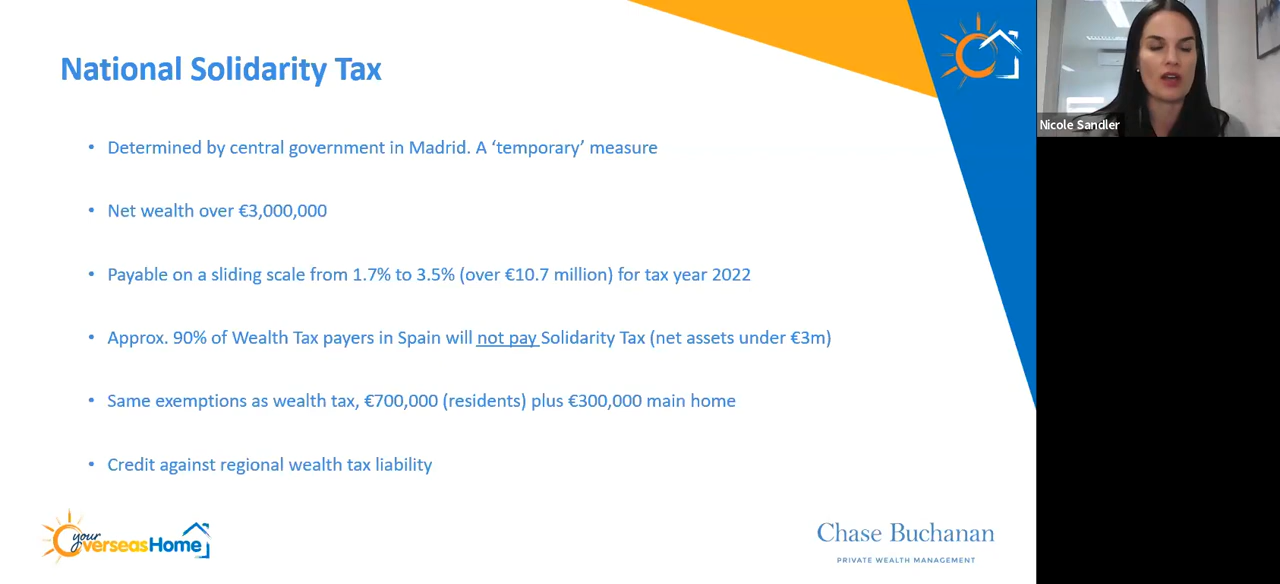 National Solidarity Tax
Nicole Sandler
• Determined by central government in Madrid. A ‘temporary’ measure
• Net wealth over €3,000,000
• Payable on a sliding scale from 1.7% to 3.5% (over €10.7 million) for tax year 2022
• Approx. 90% of Wealth Tax payers in Spain will not pay Solidarity Tax (net assets under €3m)
• Same exemptions as wealth tax, €700,000 (residents) plus €300,000 main home
• Credit against regional wealth tax liability
your
OverseasHome
Chase Buchanan
PRIVATE WEALTH MANAGEMENT